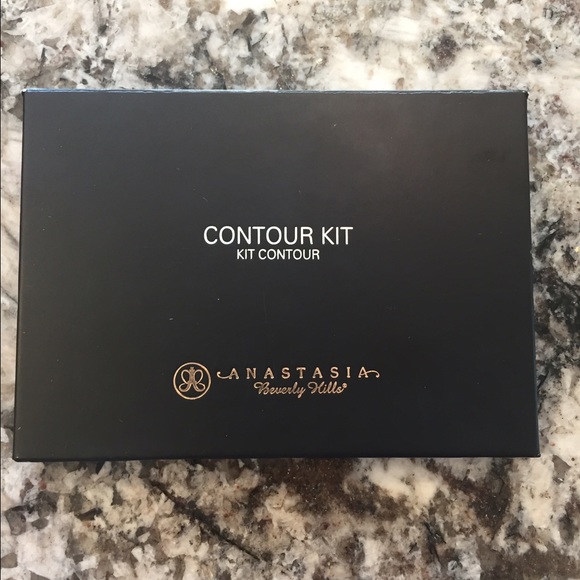 CONTOUR KIT
KIT CONTOUR
ANASTASIA
Beverly Hills®